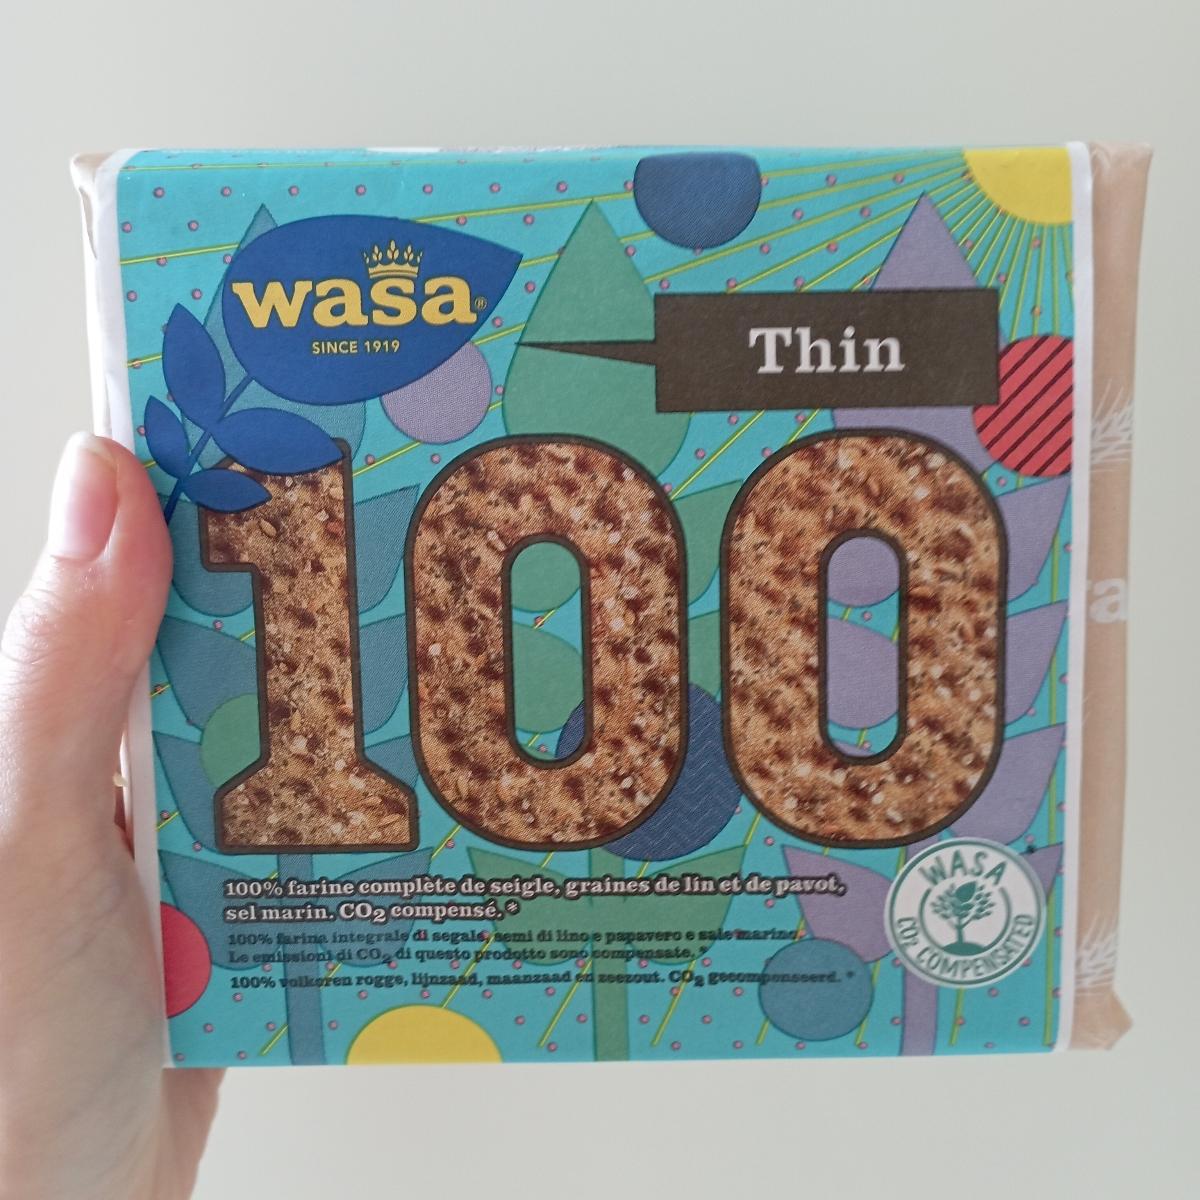 wasa®
SINCE 1919
Thin
100
100% farine complète de seigle, graines de lin et de pavot,
sel marin. CO₂ compensé.*
100% farina integrale di segale, semi di lino e papavero e sale marino.
Le emissioni di CO₂ di questo prodotto sono compensate.*
100% volkoren rogge, lijnzaad, maanzaad en zeezout. CO₂ gecompenseerd.*
WASA
CO₂ COMPENSATED
a